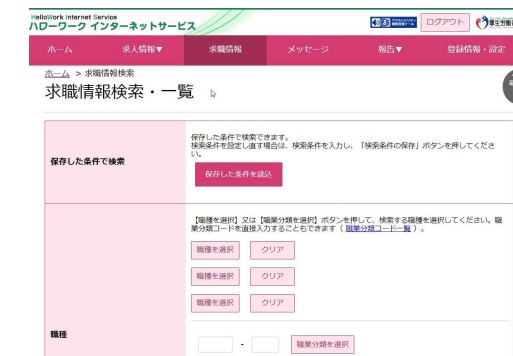 HelloWork Internet Service
ハローワーク インターネットサービス
ログアウト
ホーム 求人情報▼ 求職情報 メッセージ 報告▼ 登録情報・設定
ホーム > 求職情報検索
求職情報検索・一覧
保存した条件で検索
保存した条件で検索できます。
検索条件を設定し直す場合は、検索条件を入力し、「検索条件の保存」ボタンを押してくださ
い。
保存した条件を読込
職種
【職種を選択】又は【職業分類を選択】ボタンを押して、検索する職種を選択してください。職
業分類コードを直接入力することもできます（ 職業分類コード一覧 ）。
職種を選択 クリア
職種を選択 クリア
職種を選択 クリア
- 職業分類を選択